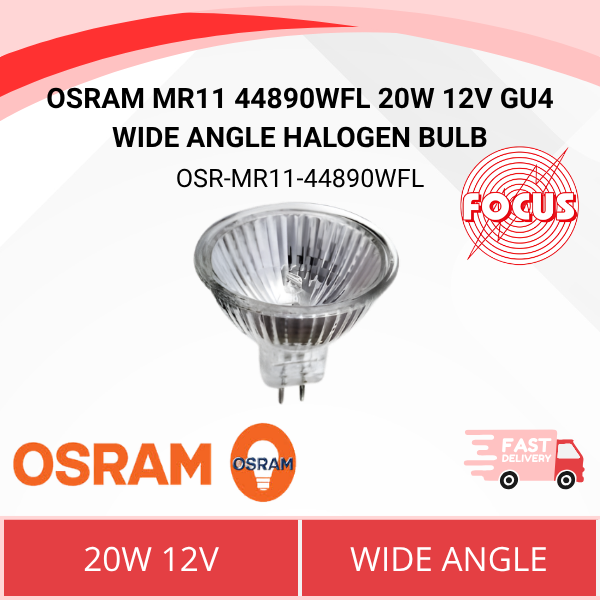 OSRAM MR11 44890WFL 20W 12V GU4
WIDE ANGLE HALOGEN BULB
OSR-MR11-44890WFL
FOCUS
OSRAM
OSRAM
FAST
DELIVERY
20W 12V
WIDE ANGLE